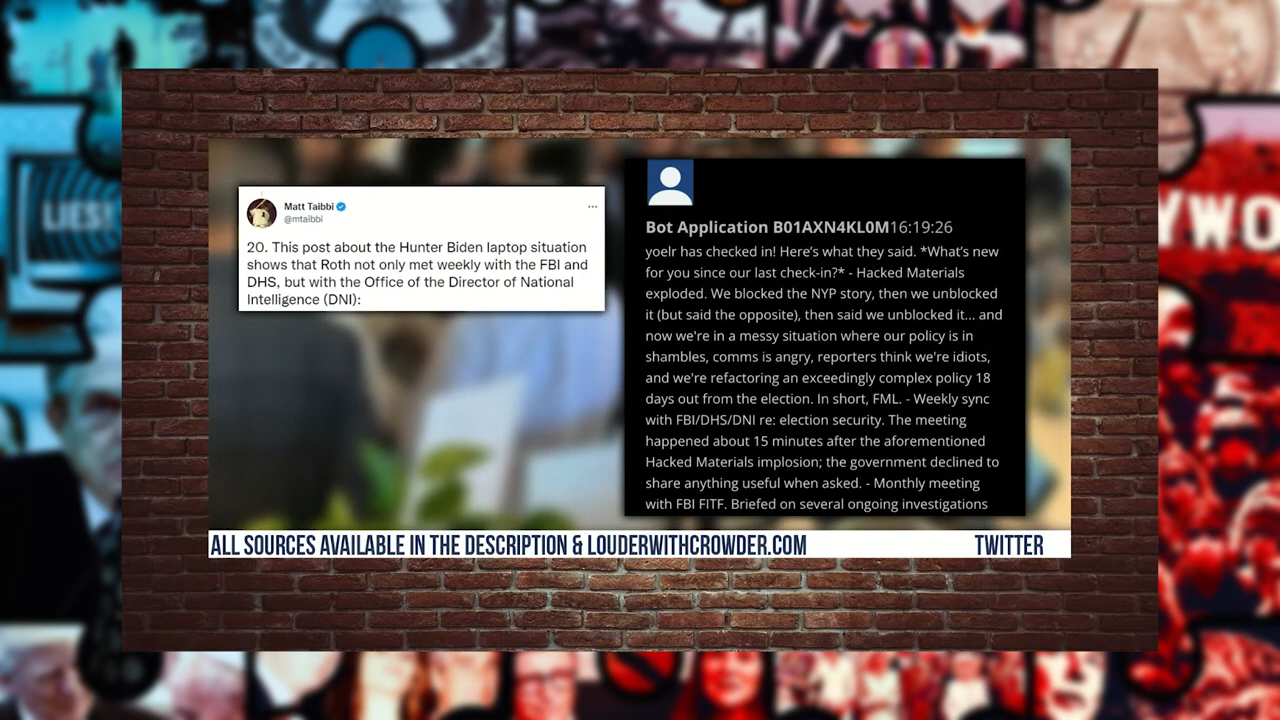 LIES!
YWO
Matt Taibbi
@mtaibbi
...
20. This post about the Hunter Biden laptop situation
shows that Roth not only met weekly with the FBI and
DHS, but with the Office of the Director of National
Intelligence (DNI):
Bot Application B01AXN4KL0M16:19:26
yoelr has checked in! Here's what they said. *What's new
for you since our last check-in?* - Hacked Materials
exploded. We blocked the NYP story, then we unblocked
it (but said the opposite), then said we unblocked it... and
now we're in a messy situation where our policy is in
shambles, comms is angry, reporters think we're idiots,
and we're refactoring an exceedingly complex policy 18
days out from the election. In short, FML. - Weekly sync
with FBI/DHS/DNI re: election security. The meeting
happened about 15 minutes after the aforementioned
Hacked Materials implosion; the government declined to
share anything useful when asked. - Monthly meeting
with FBI FITF. Briefed on several ongoing investigations
ALL SOURCES AVAILABLE IN THE DESCRIPTION & LOUDERWITHCROWDER.COM
TWITTER